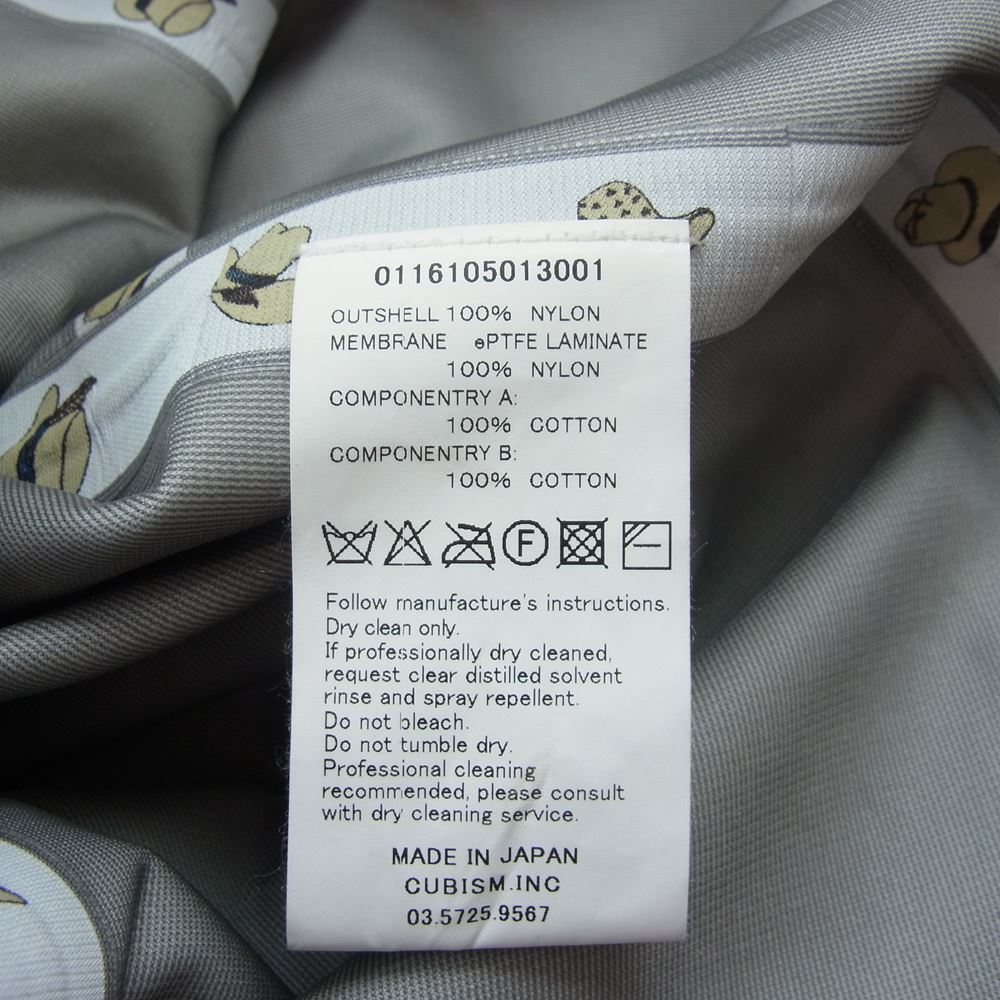 0116105013001
OUTSHELL 100% NYLON
MEMBRANE ePTFE LAMINATE
100% NYLON
COMPONENTRY A:
100% COTTON
COMPONENTRY B:
100% COTTON
F
Follow manufacture's instructions.
Dry clean only.
If professionally dry cleaned,
request clear distilled solvent
rinse and spray repellent.
Do not bleach.
Do not tumble dry.
Professional cleaning
recommended, please consult
with dry cleaning service.
MADE IN JAPAN
CUBISM.INC
03.5725.9567